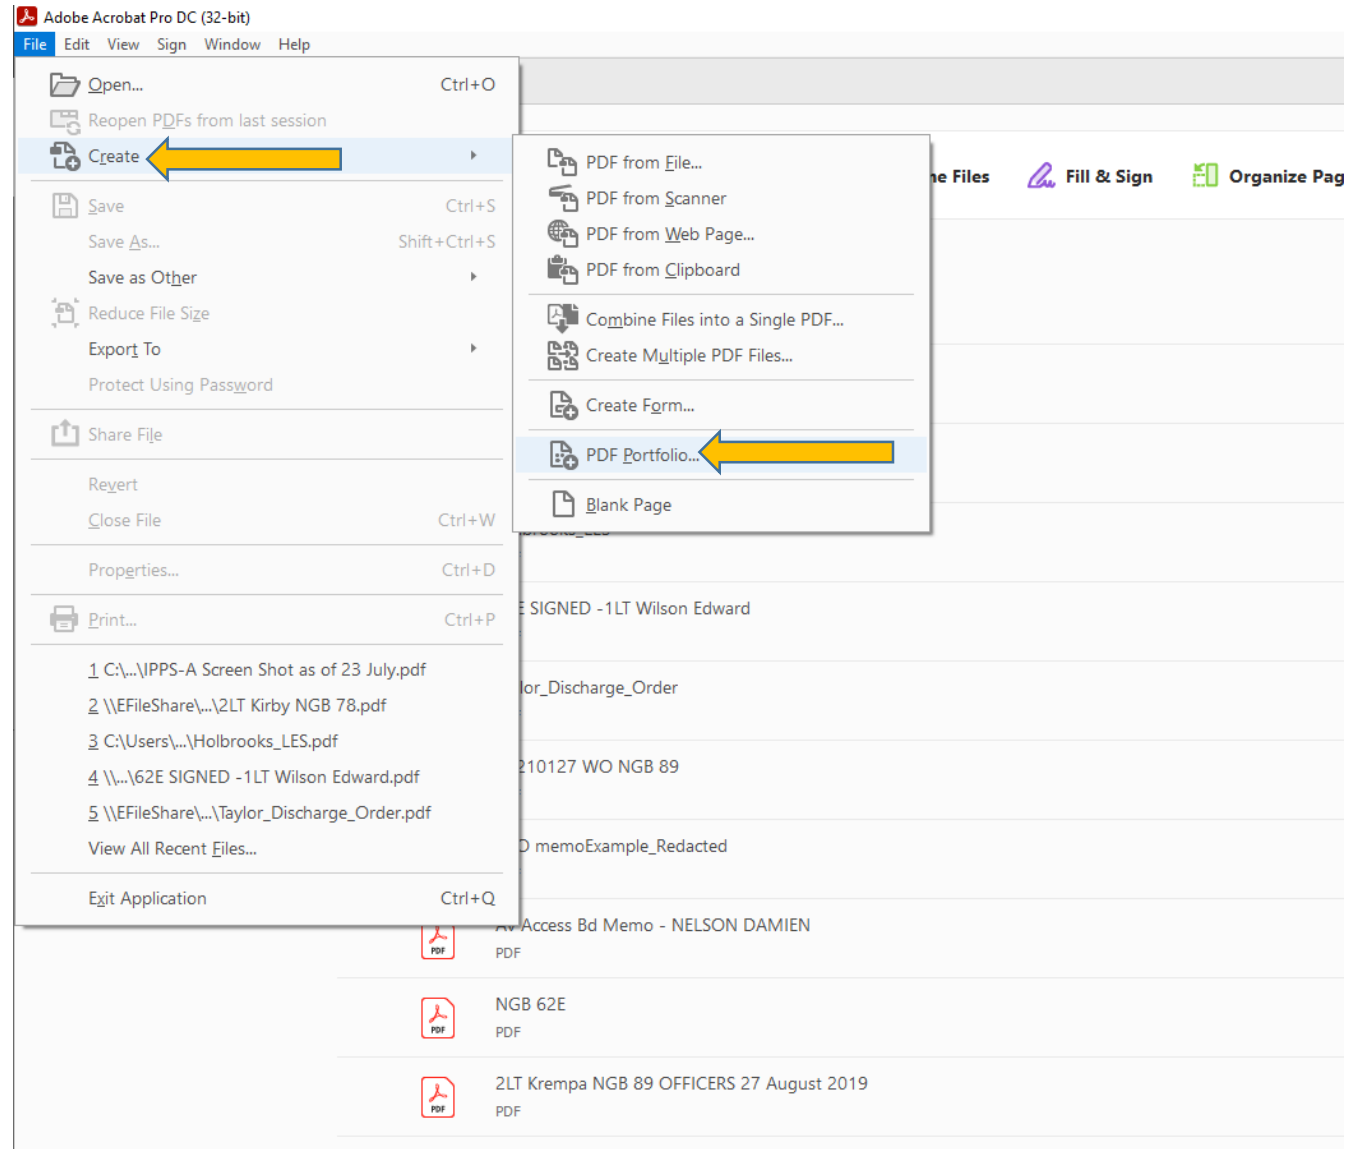 Adobe Acrobat Pro DC (32-bit)
File Edit View Sign Window Help
Open... Ctrl+O
Reopen PDFs from last session
Create
Save Ctrl+S
Save As... Shift+Ctrl+S
Save as Other
Reduce File Size
Export To
Protect Using Password
Share File
Revert
Close File Ctrl+W
Properties... Ctrl+D
Print... Ctrl+P
1 C:\...\IPPS-A Screen Shot as of 23 July.pdf
2 \\EFileShare\...\2LT Kirby NGB 78.pdf
3 C:\Users\...\Holbrooks_LES.pdf
4 \\...\62E SIGNED -1LT Wilson Edward.pdf
5 \\EFileShare\...\Taylor_Discharge_Order.pdf
View All Recent Files...
Exit Application Ctrl+Q
PDF from File...
PDF from Scanner
PDF from Web Page...
PDF from Clipboard
Combine Files into a Single PDF...
Create Multiple PDF Files...
Create Form...
PDF Portfolio...
Blank Page
ne Files Fill & Sign Organize Pag
E SIGNED -1LT Wilson Edward
lor_Discharge_Order
210127 WO NGB 89
memoExample_Redacted
Av Access Bd Memo - NELSON DAMIEN
PDF
PDF
NGB 62E
PDF
PDF
2LT Krempa NGB 89 OFFICERS 27 August 2019
PDF
PDF